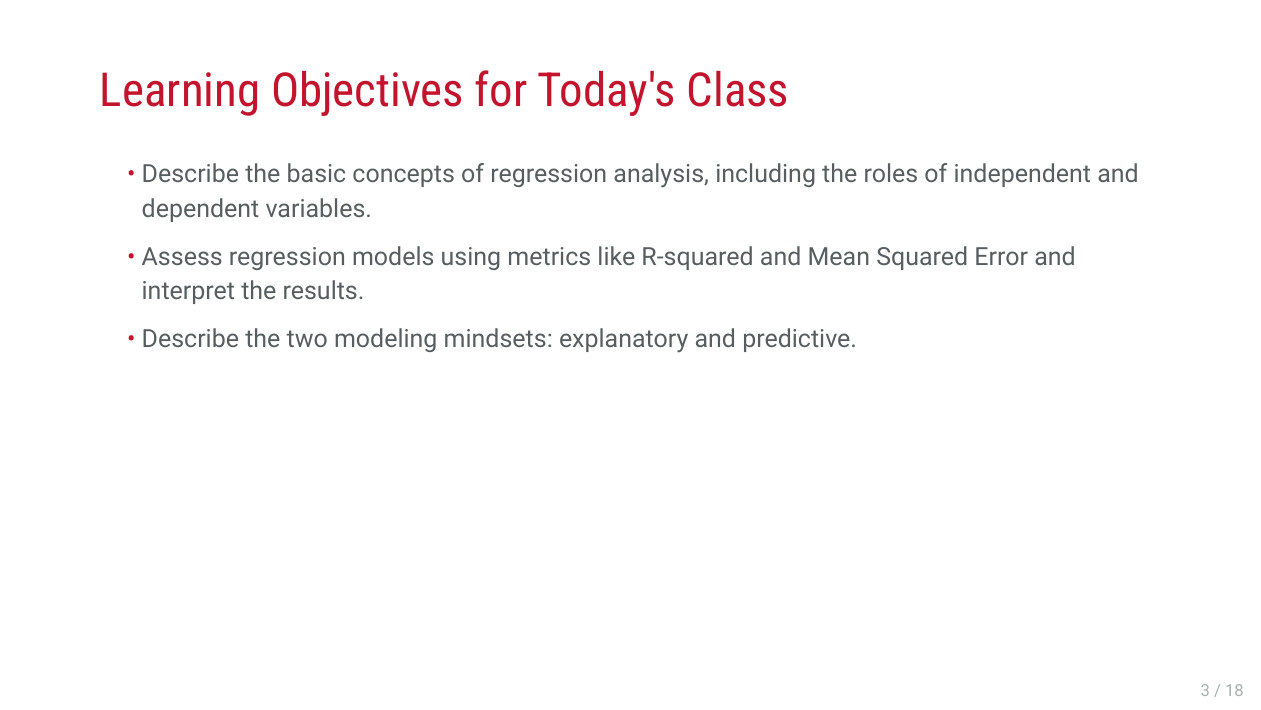 Learning Objectives for Today's Class
• Describe the basic concepts of regression analysis, including the roles of independent and
dependent variables.
• Assess regression models using metrics like R-squared and Mean Squared Error and
interpret the results.
• Describe the two modeling mindsets: explanatory and predictive.
3 / 18